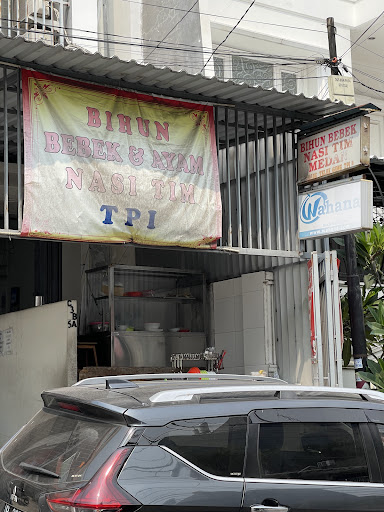 BIHUN
BEBEK & AYAM
NASI TIM
TPI
BIHUN BEBEK
NASI TIM
MEDAN
Wahana